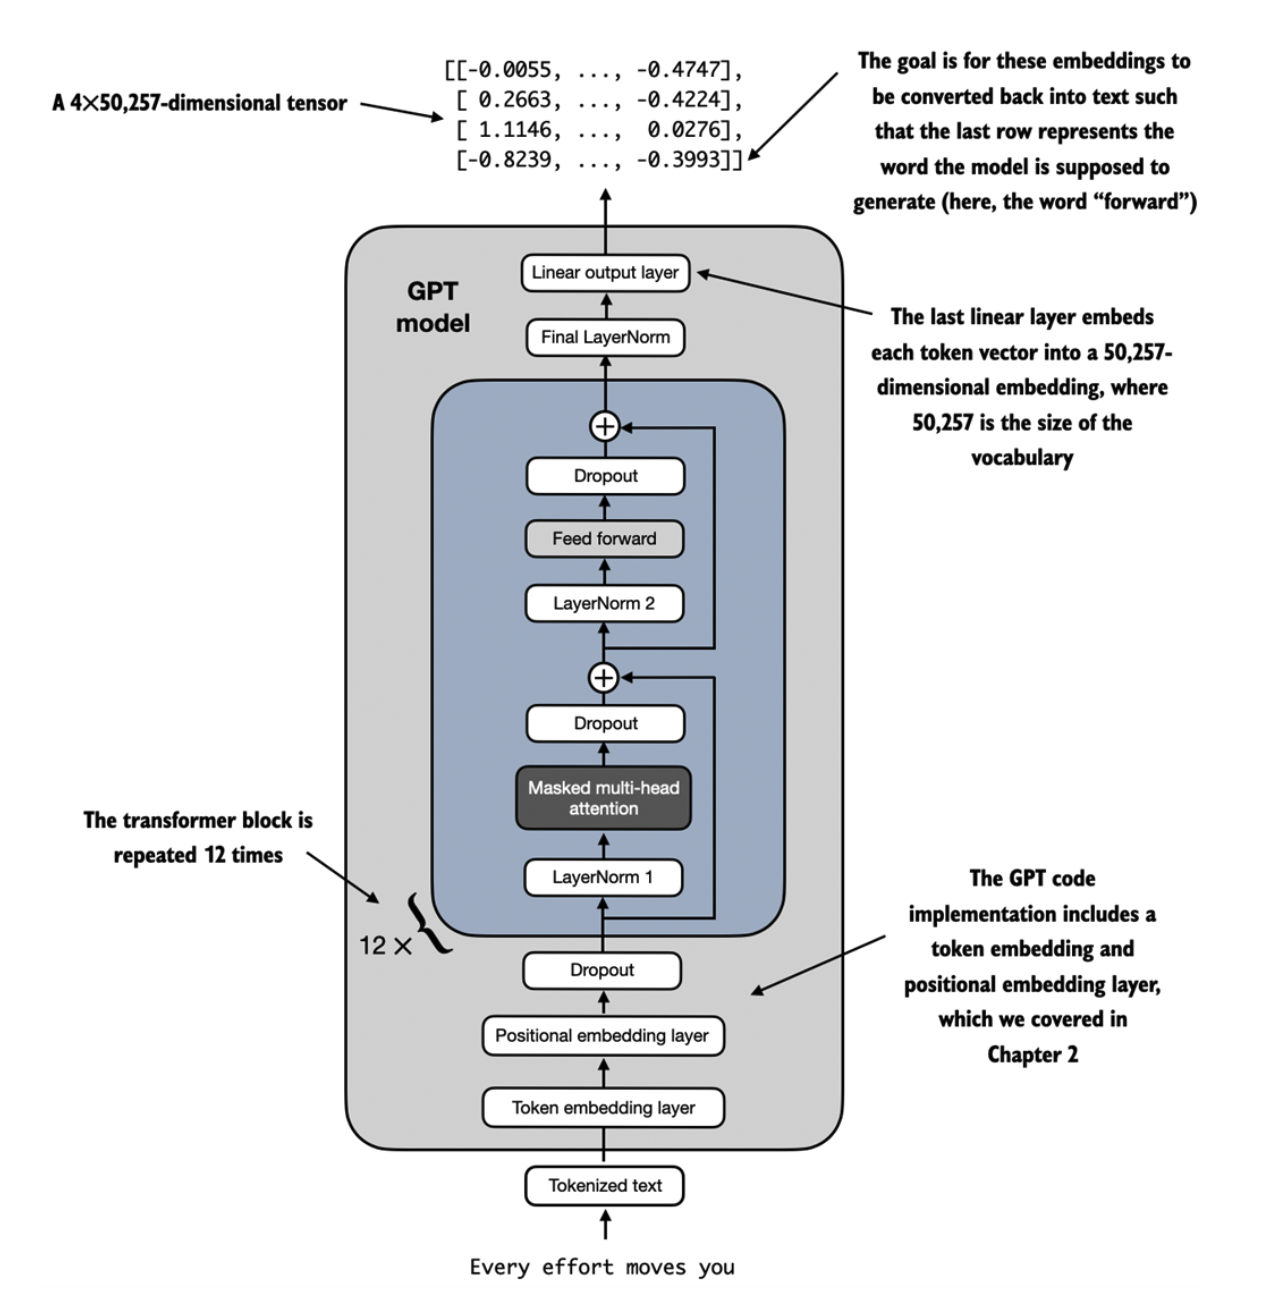 [[-0.0055, ..., -0.4747],
[ 0.2663, ..., -0.4224],
[ 1.1146, ..., 0.0276],
[-0.8239, ..., -0.3993]]
A 4×50,257-dimensional tensor
The goal is for these embeddings to
be converted back into text such
that the last row represents the
word the model is supposed to
generate (here, the word “forward”)
GPT
model
Linear output layer
Final LayerNorm
The last linear layer embeds
each token vector into a 50,257-
dimensional embedding, where
50,257 is the size of the
vocabulary
+
Dropout
Feed forward
LayerNorm 2
+
Dropout
Masked multi-head
attention
LayerNorm 1
The transformer block is
repeated 12 times
12 ×
{
Dropout
Positional embedding layer
Token embedding layer
The GPT code
implementation includes a
token embedding and
positional embedding layer,
which we covered in
Chapter 2
Tokenized text
Every effort moves you